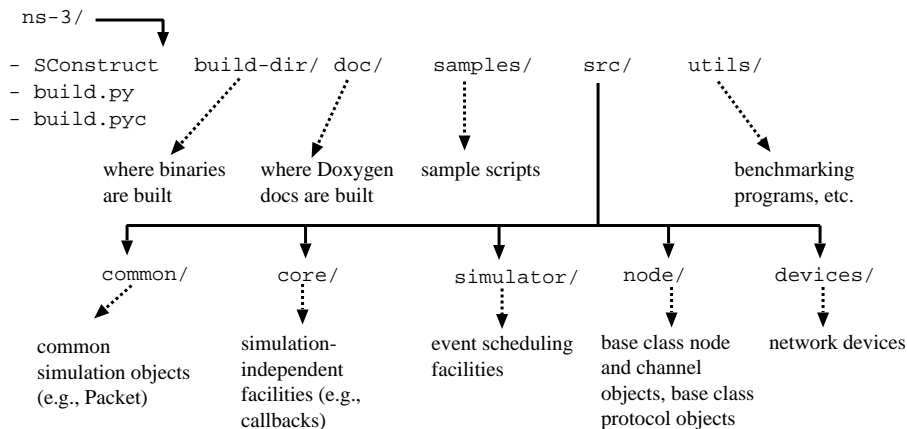 ns-3/
- SConstruct build-dir/ doc/ samples/ src/ utils/
- build.py
- build.pyc
where binaries
are built
where Doxygen
docs are built
sample scripts
benchmarking
programs, etc.
common/ core/ simulator/ node/ devices/
common
simulation objects
(e.g., Packet)
simulation-
independent
facilities (e.g.,
callbacks)
event scheduling
facilities
base class node
and channel
objects, base class
protocol objects
network devices